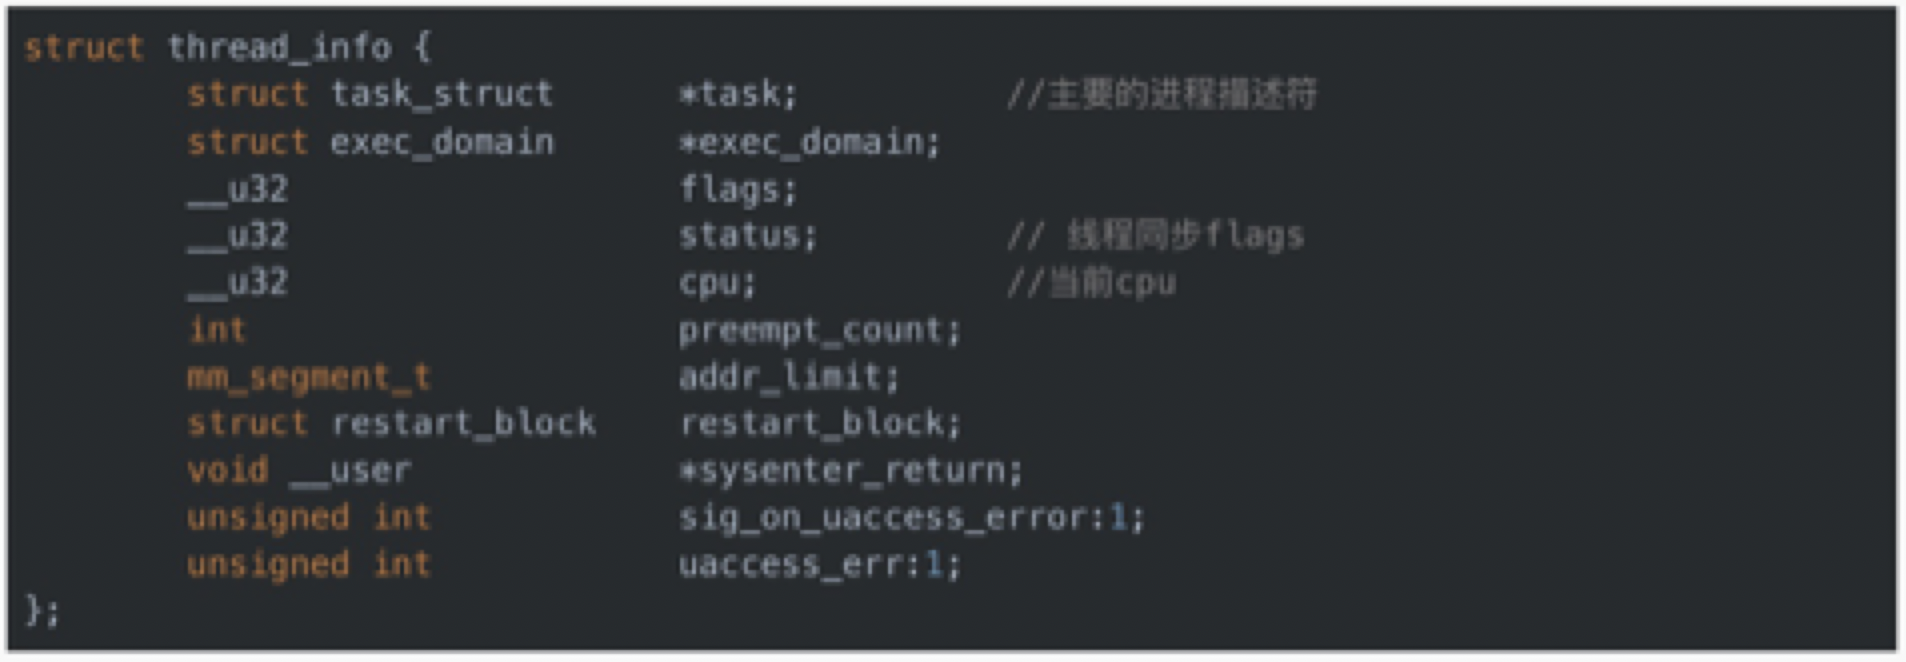 struct thread_info {
        struct task_struct      *task;          //主要的进程描述符
        struct exec_domain      *exec_domain;
        __u32                   flags;
        __u32                   status;         // 线程同步flags
        __u32                   cpu;            //当前cpu
        int                     preempt_count;
        mm_segment_t            addr_limit;
        struct restart_block    restart_block;
        void __user             *sysenter_return;
        unsigned int            sig_on_uaccess_error:1;
        unsigned int            uaccess_err:1;
};